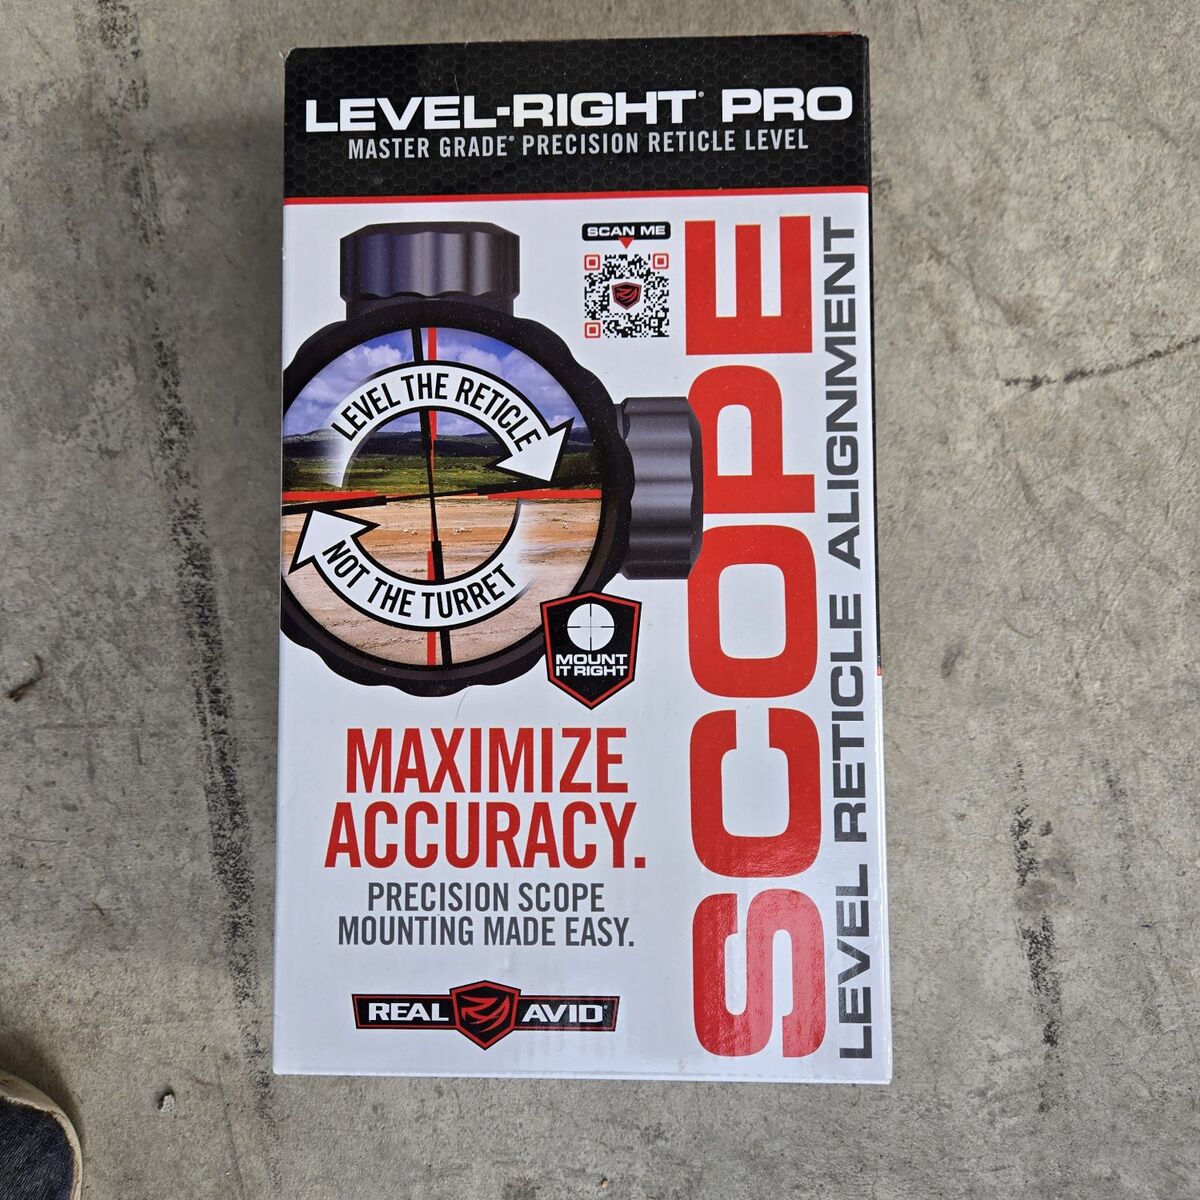 LEVEL-RIGHT® PRO
MASTER GRADE® PRECISION RETICLE LEVEL
SCAN ME
LEVEL THE RETICLE
NOT THE TURRET
MOUNT
IT RIGHT
MAXIMIZE
ACCURACY.
PRECISION SCOPE
MOUNTING MADE EASY.
REAL AVID®
SCOPE
LEVEL RETICLE ALIGNMENT